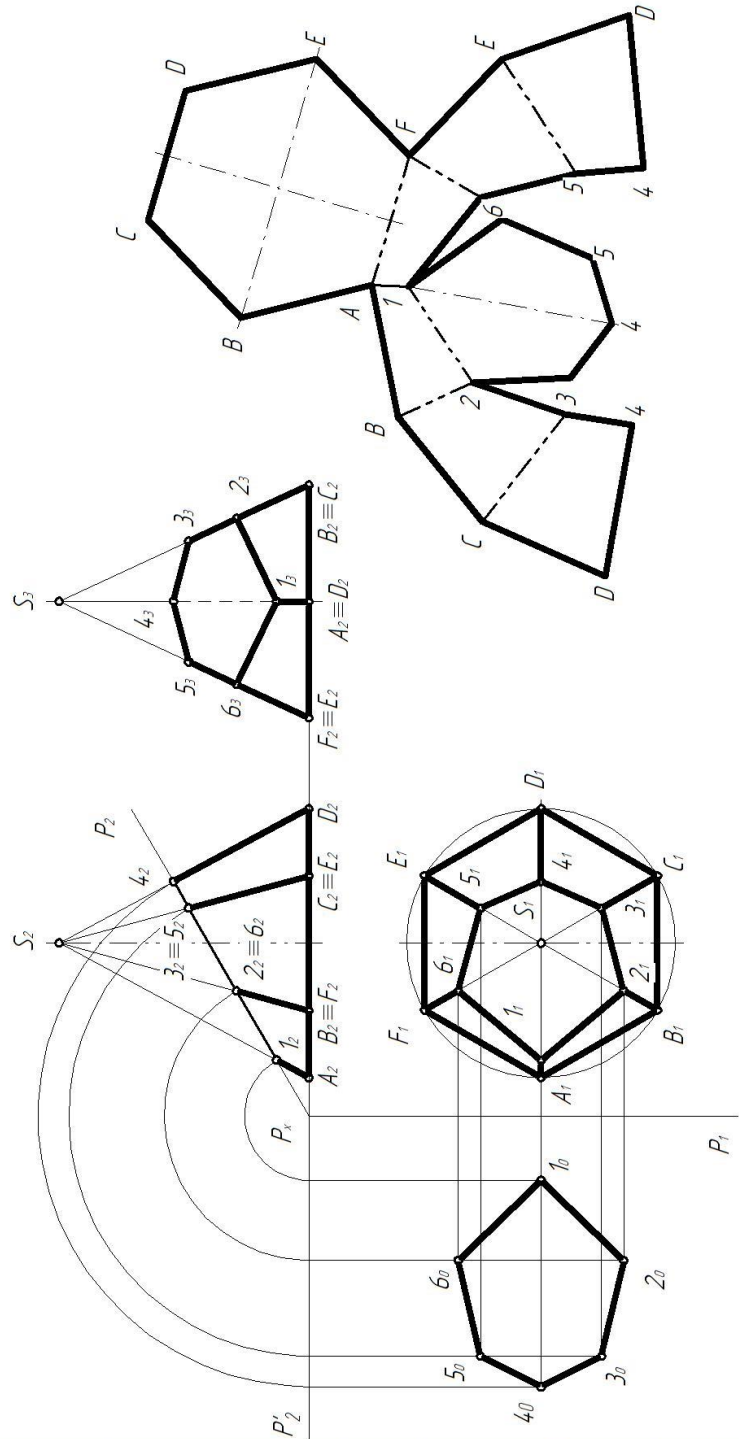 S₂
S₃
P₂
4₂
3₂≡5₂
2₂≡6₂
1₂
Pₓ
P'₂
A₂
B₂≡F₂
C₂≡E₂
D₂
4₃
3₃
5₃
2₃
6₃
1₃
F₂≡E₂
A₂≡D₂
B₂≡C₂
F₁
E₁
6₁
5₁
1₁
S₁
4₁
D₁
A₁
2₁
3₁
B₁
C₁
P₁
6₀
5₀
1₀
4₀
2₀
3₀
C
D
B
E
A
F
1
B
E
2
6
C
3
5
5
D
4
4
4
D